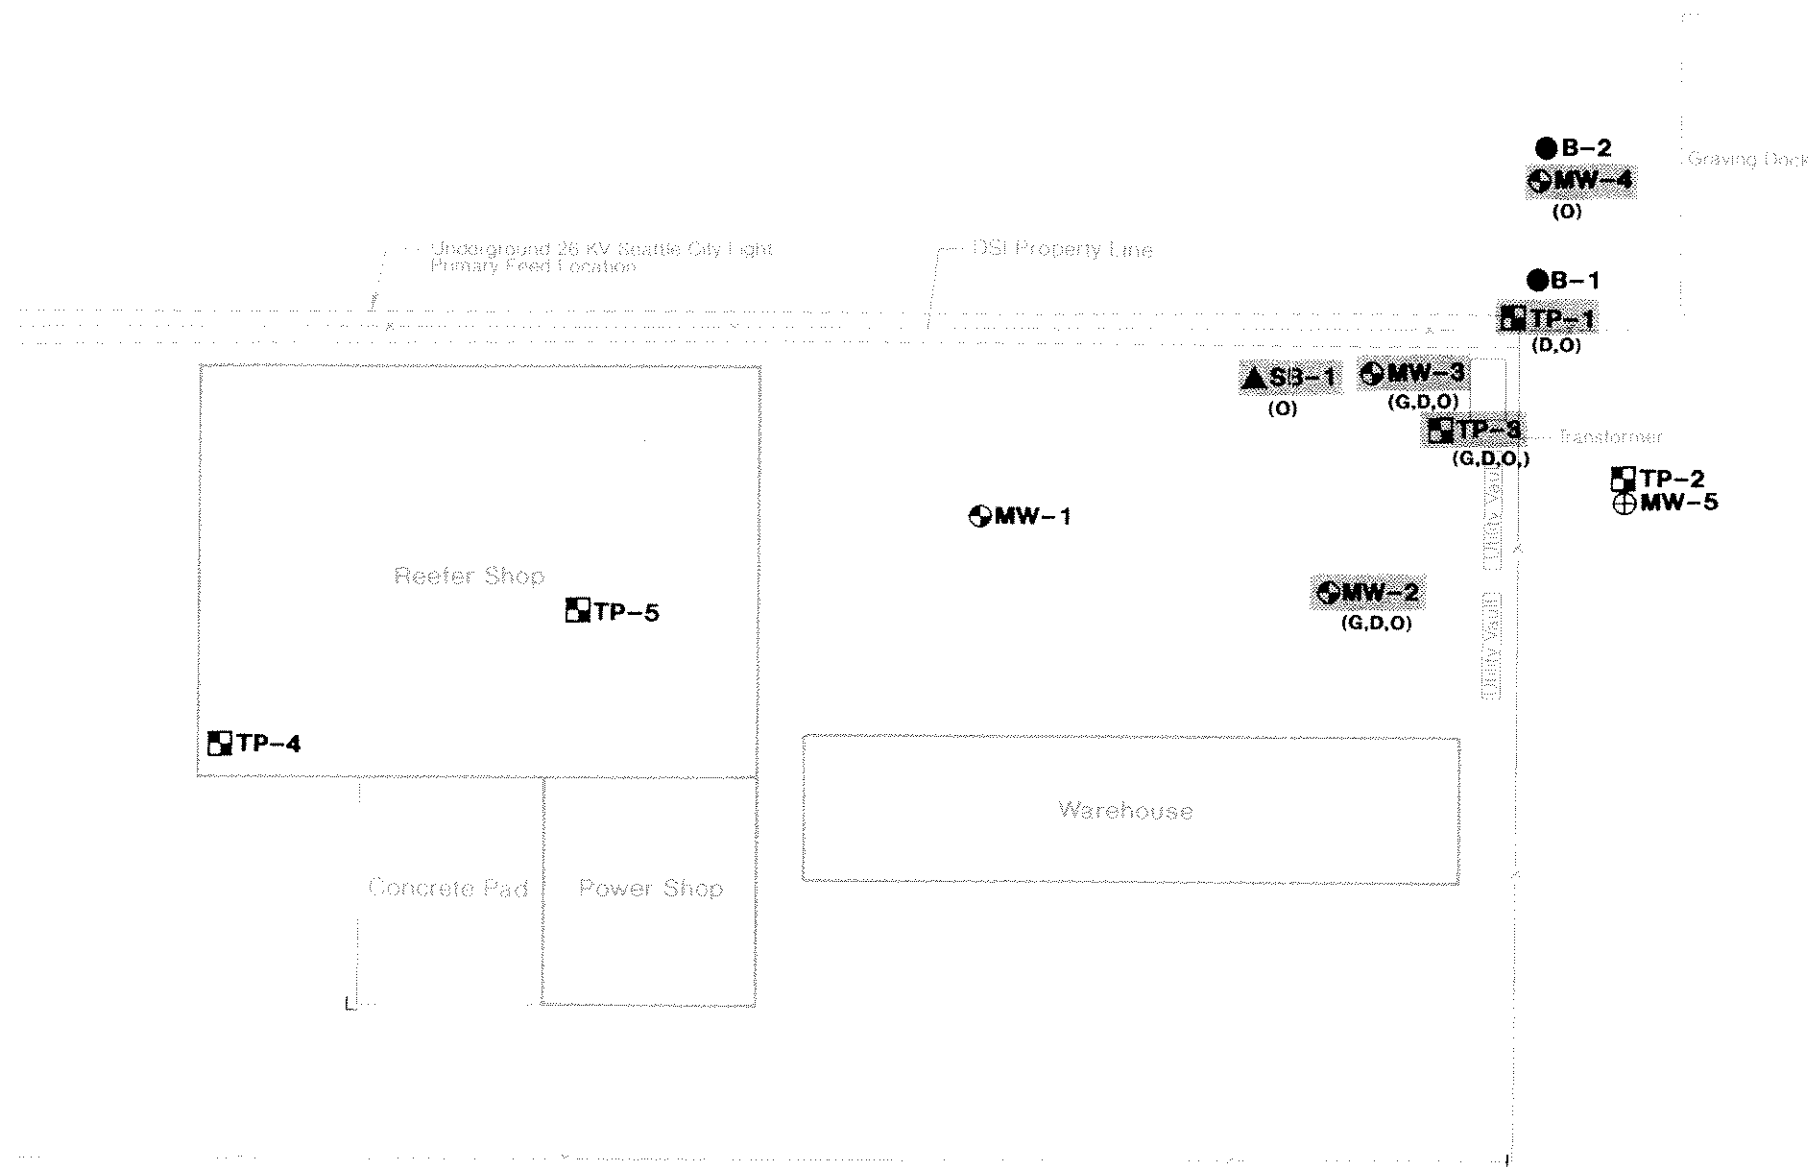 B-2
Graving Dock
MW-4
(O)
Underground 26 KV Seattle City Light
Primary Feed Location
DSI Property Line
B-1
TP-1
(D,O)
SB-1
(O)
MW-3
(G,D,O)
TP-3
(G,D,O,)
Transformer
TP-2
MW-5
Utility Vault
MW-1
Reefer Shop
TP-5
MW-2
(G,D,O)
Utility Vault
TP-4
Warehouse
Concrete Pad
Power Shop